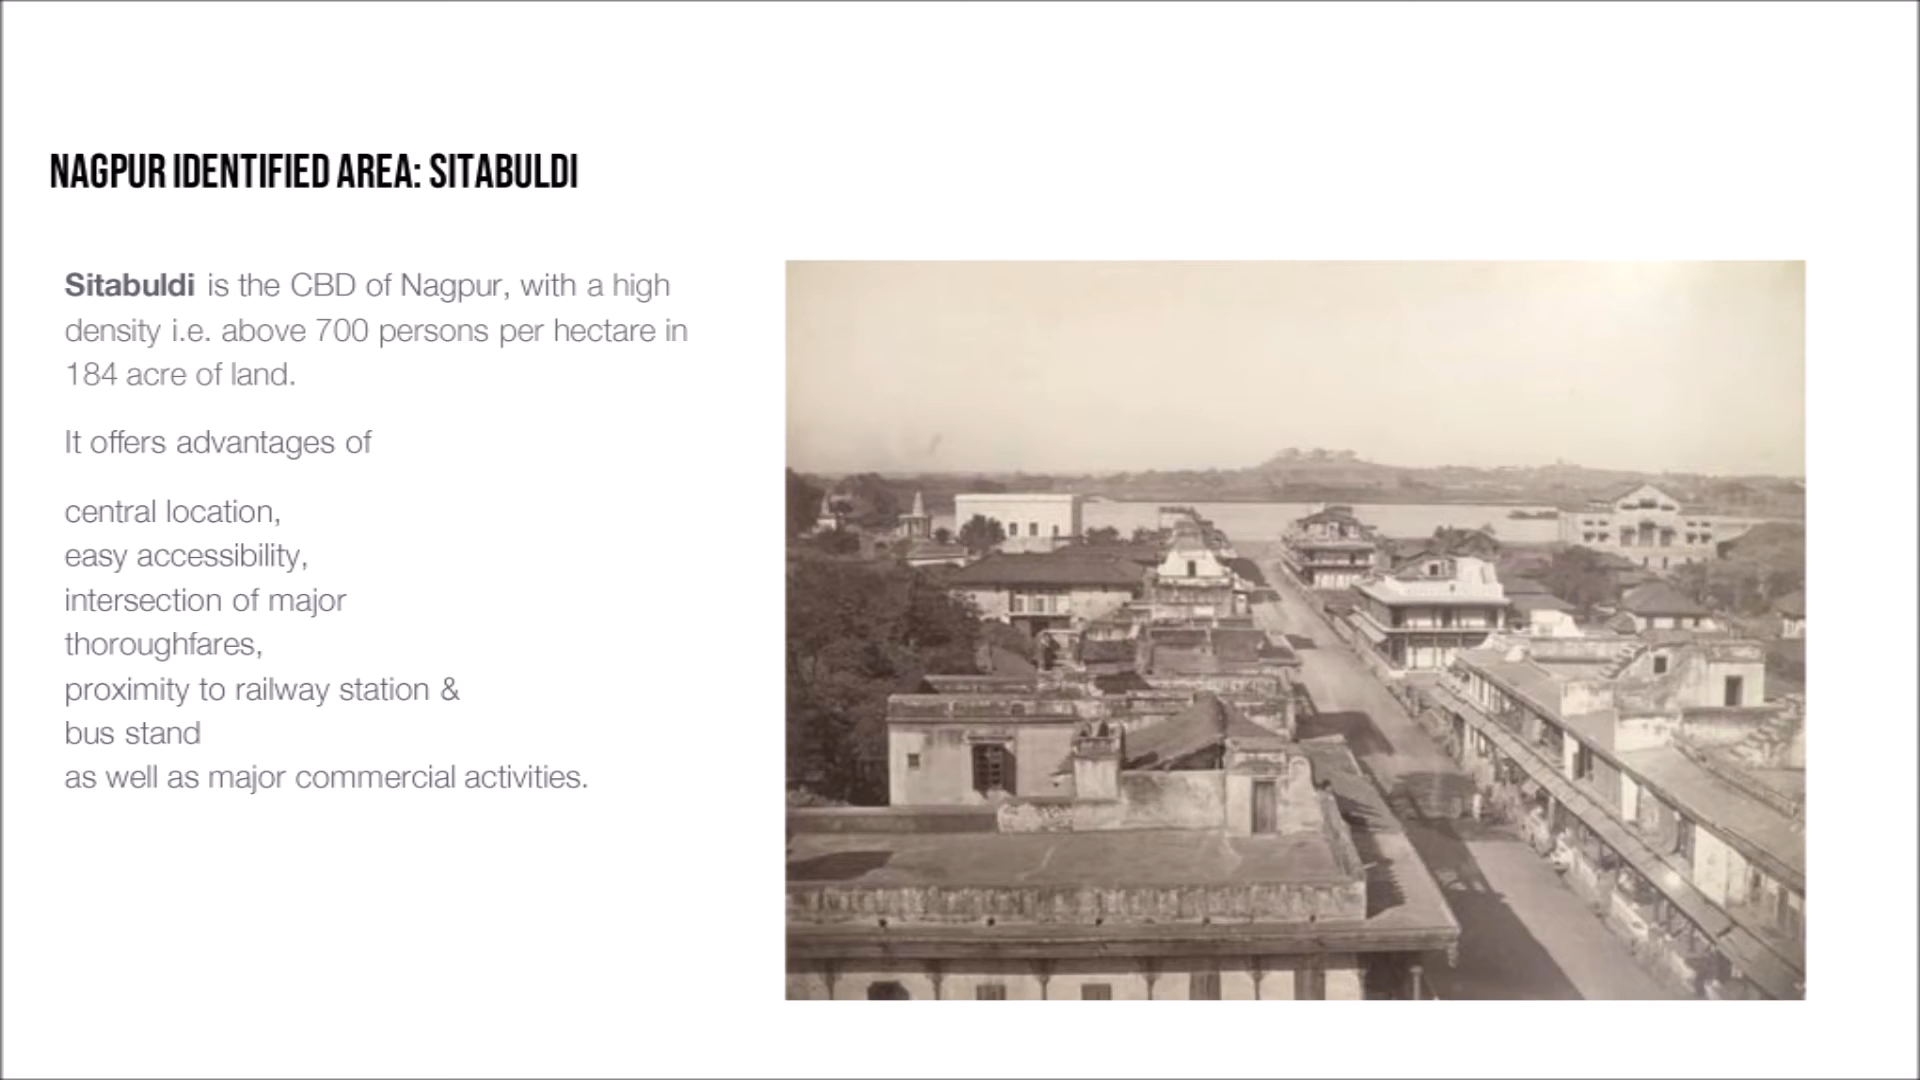 NAGPUR IDENTIFIED AREA: SITABULDI
Sitabuldi is the CBD of Nagpur, with a high
density i.e. above 700 persons per hectare in
184 acre of land.
It offers advantages of
central location,
easy accessibility,
intersection of major
thoroughfares,
proximity to railway station &
bus stand
as well as major commercial activities.